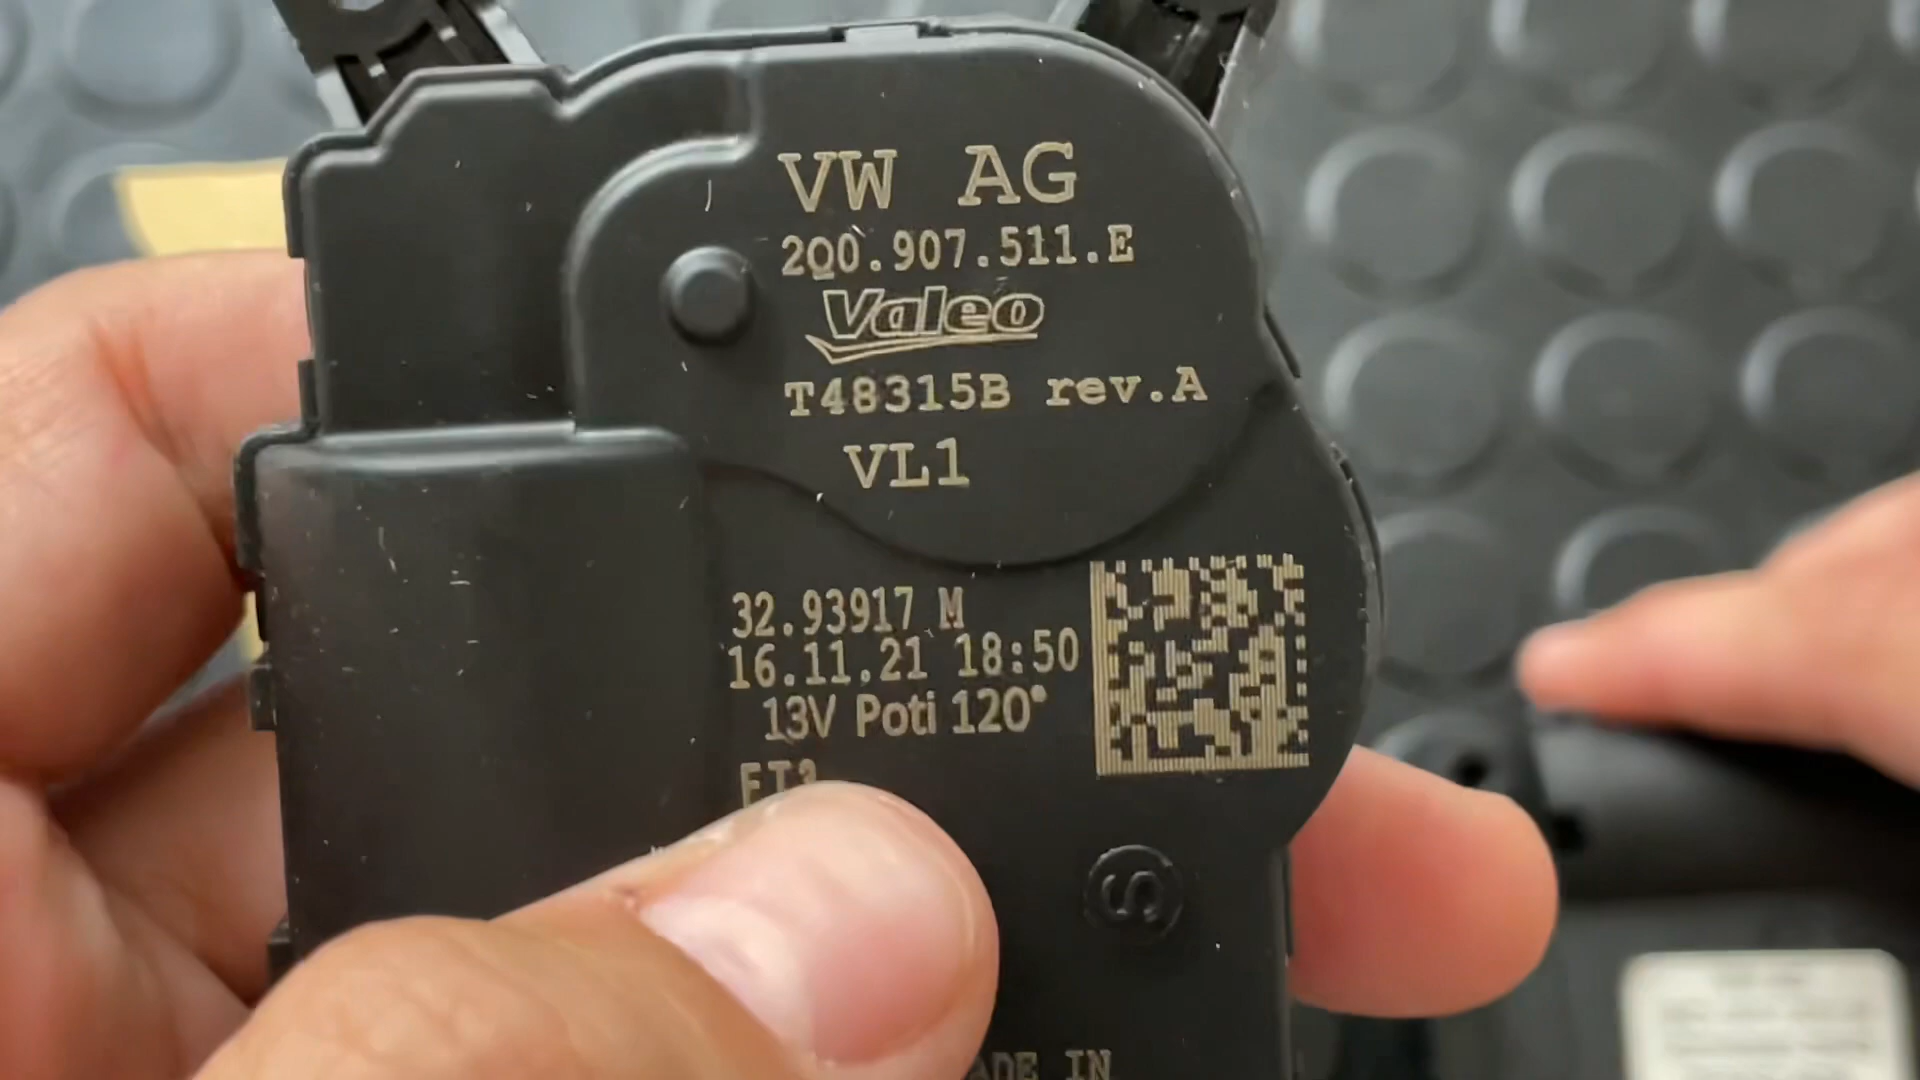 VW AG
2Q0.907.511.E
Valeo
T48315B rev.A
VL1
32.93917 M
16.11.21 18:50
13V Poti 120°
S
IN